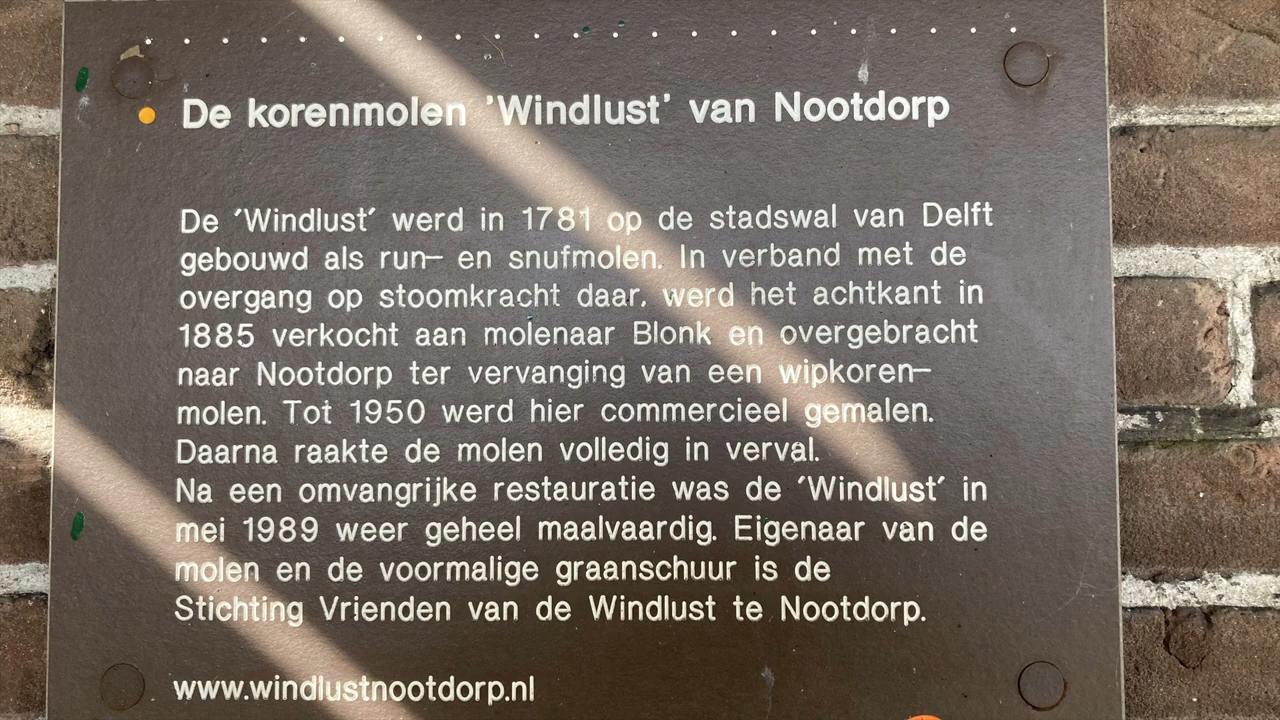 De korenmolen 'Windlust' van Nootdorp
De 'Windlust' werd in 1781 op de stadswal van Delft
gebouwd als run- en snufmolen. In verband met de
overgang op stoomkracht daar, werd het achtkant in
1885 verkocht aan molenaar Blonk en overgebracht
naar Nootdorp ter vervanging van een wipkoren-
molen. Tot 1950 werd hier commercieel gemalen.
Daarna raakte de molen volledig in verval.
Na een omvangrijke restauratie was de 'Windlust' in
mei 1989 weer geheel maalvaardig. Eigenaar van de
molen en de voormalige graanschuur is de
Stichting Vrienden van de Windlust te Nootdorp.
www.windlustnootdorp.nl